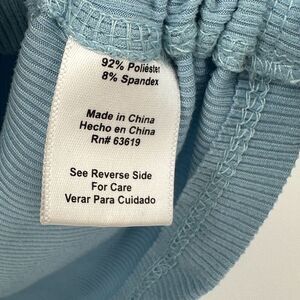 92% Poliéster
8% Spandex
Made in China
Hecho en China
Rn# 63619
See Reverse Side
For Care
Verar Para Cuidado